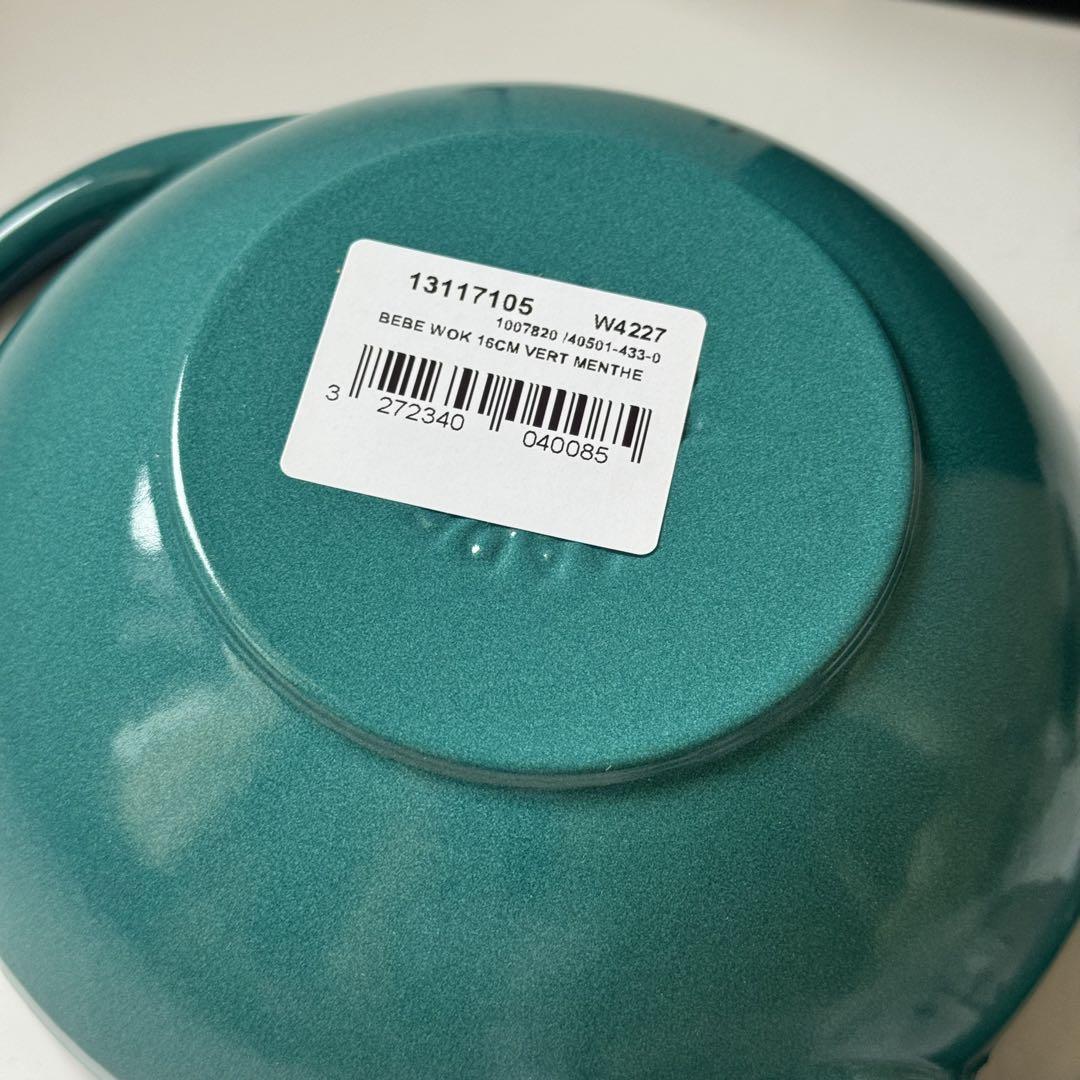 13117105 W4227
1007820 /40501-433-0
BEBE WOK 16CM VERT MENTHE
3 272340 040085